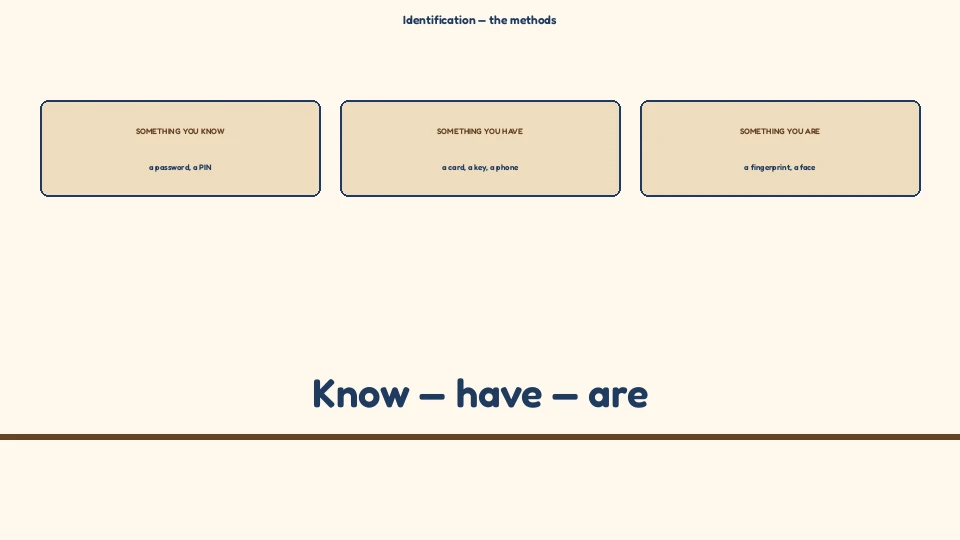 Identification — the methods
SOMETHING YOU KNOW
a password, a PIN
SOMETHING YOU HAVE
a card, a key, a phone
SOMETHING YOU ARE
a fingerprint, a face
Know — have — are